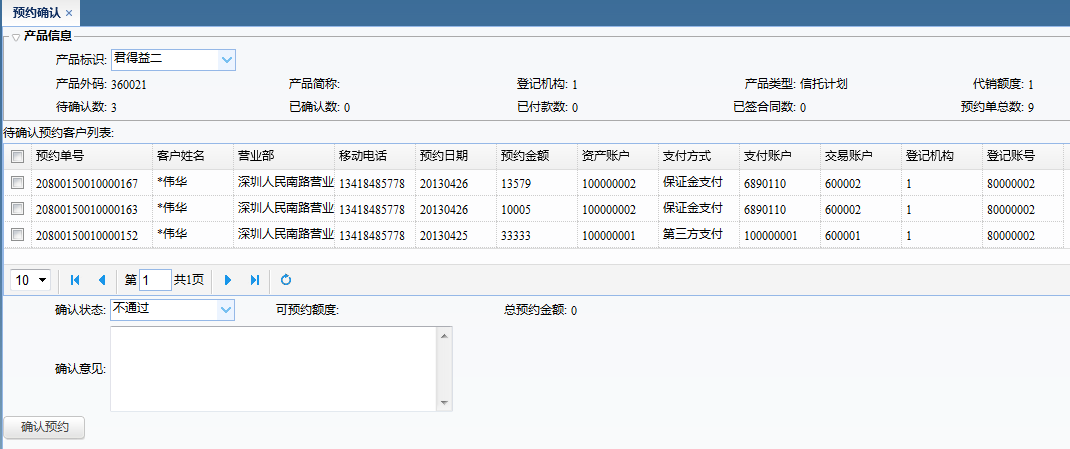 预约确认 ×
产品信息
产品标识: 君得益二
产品外码: 360021 产品简称: 登记机构: 1 产品类型: 信托计划 代销额度: 1
待确认数: 3 已确认数: 0 已付款数: 0 已签合同数: 0 预约单总数: 9
待确认预约客户列表:
预约单号 客户姓名 营业部 移动电话 预约日期 预约金额 资产账户 支付方式 支付账户 交易账户 登记机构 登记账号
20800150010000167 *伟华 深圳人民南路营业 13418485778 20130426 13579 100000002 保证金支付 6890110 600002 1 80000002
20800150010000163 *伟华 深圳人民南路营业 13418485778 20130426 10005 100000002 保证金支付 6890110 600002 1 80000002
20800150010000152 *伟华 深圳人民南路营业 13418485778 20130425 33333 100000001 第三方支付 100000001 600001 1 80000002
10 第 1 共1页
确认状态: 不通过 可预约额度: 总预约金额: 0
确认意见:
确认预约